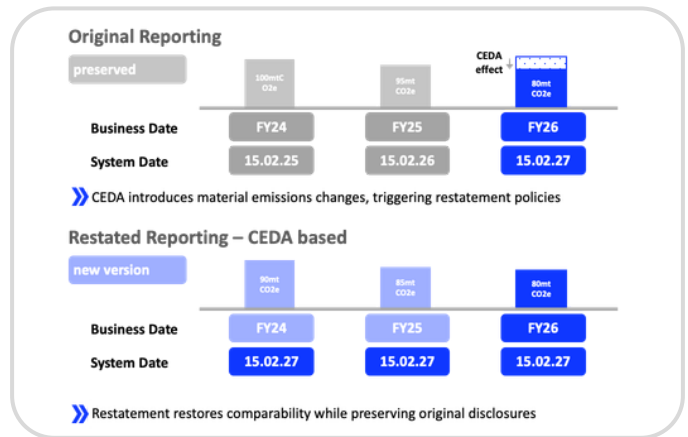 Original Reporting
preserved
100mtC
O2e
95mt
CO2e
CEDA
effect
80mt
CO2e
Business Date
FY24
FY25
FY26
System Date
15.02.25
15.02.26
15.02.27
CEDA introduces material emissions changes, triggering restatement policies
Restated Reporting – CEDA based
new version
90mt
CO2e
85mt
CO2e
80mt
CO2e
Business Date
FY24
FY25
FY26
System Date
15.02.27
15.02.27
15.02.27
Restatement restores comparability while preserving original disclosures